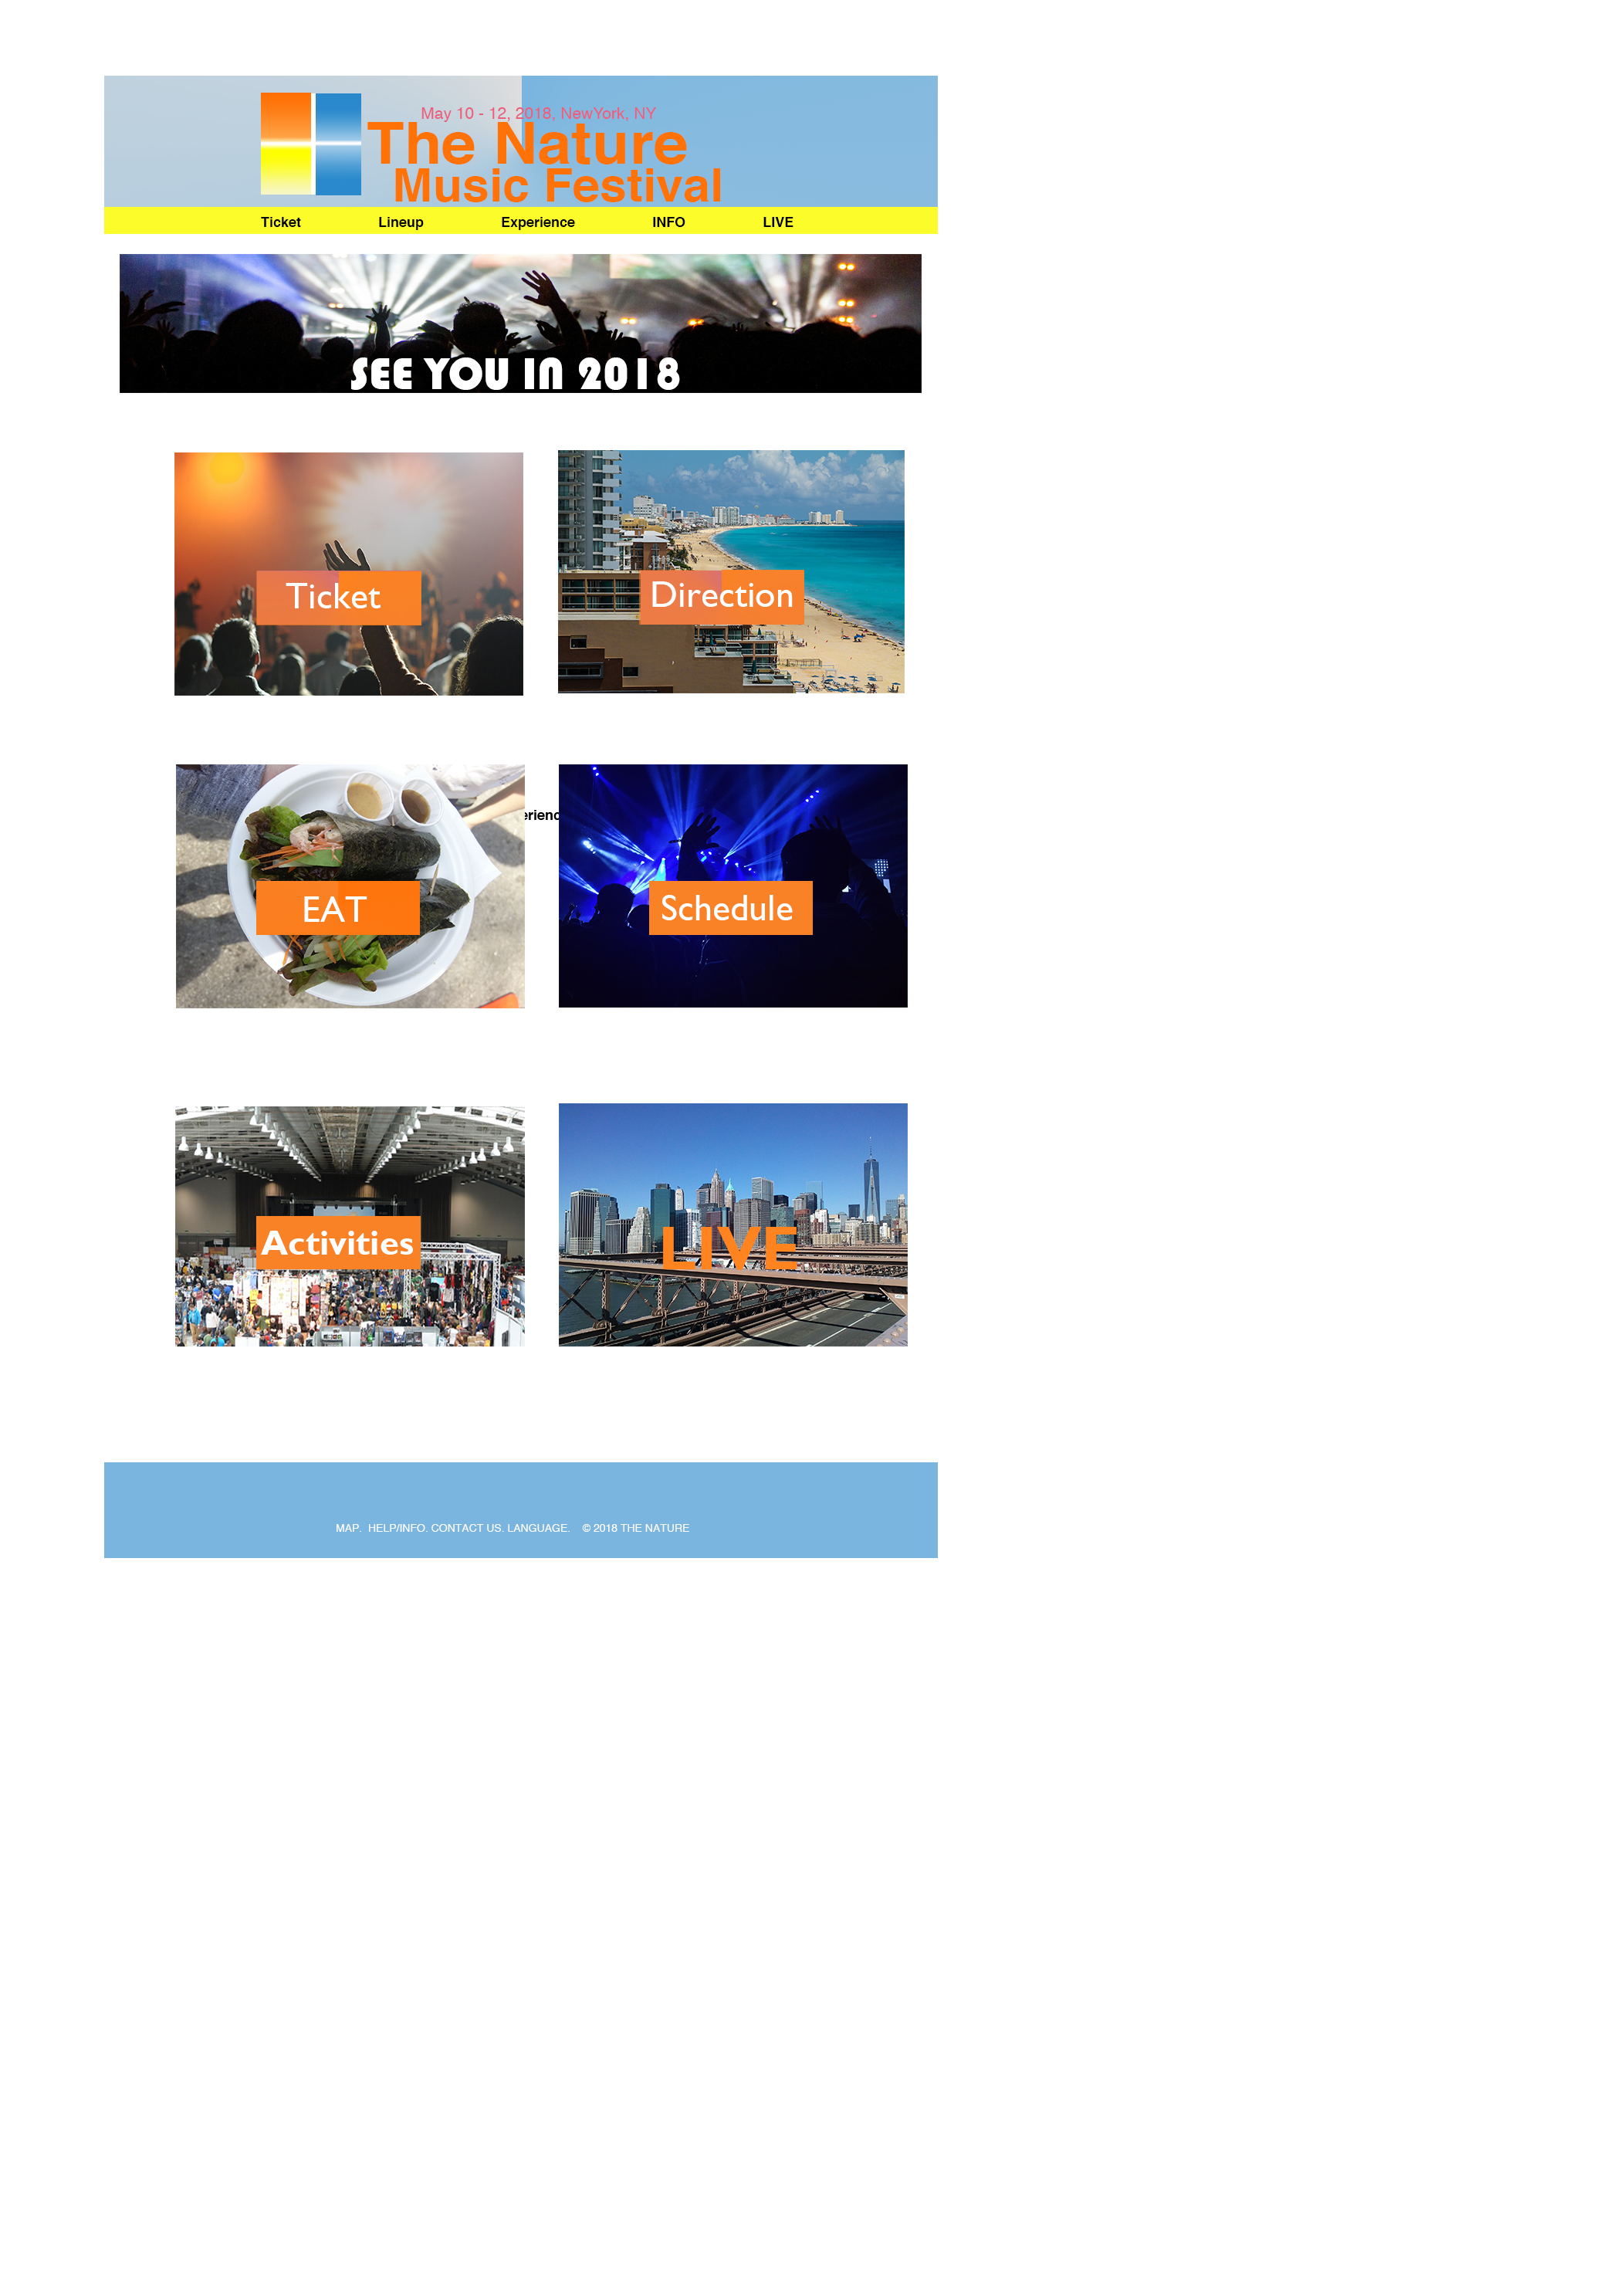 May 10 - 12, 2018, NewYork, NY
The Nature
Music Festival
Ticket Lineup Experience INFO LIVE
SEE YOU IN 2018
Ticket Direction
erienc
EAT Schedule
Activities LIVE
MAP. HELP/INFO. CONTACT US. LANGUAGE. © 2018 THE NATURE